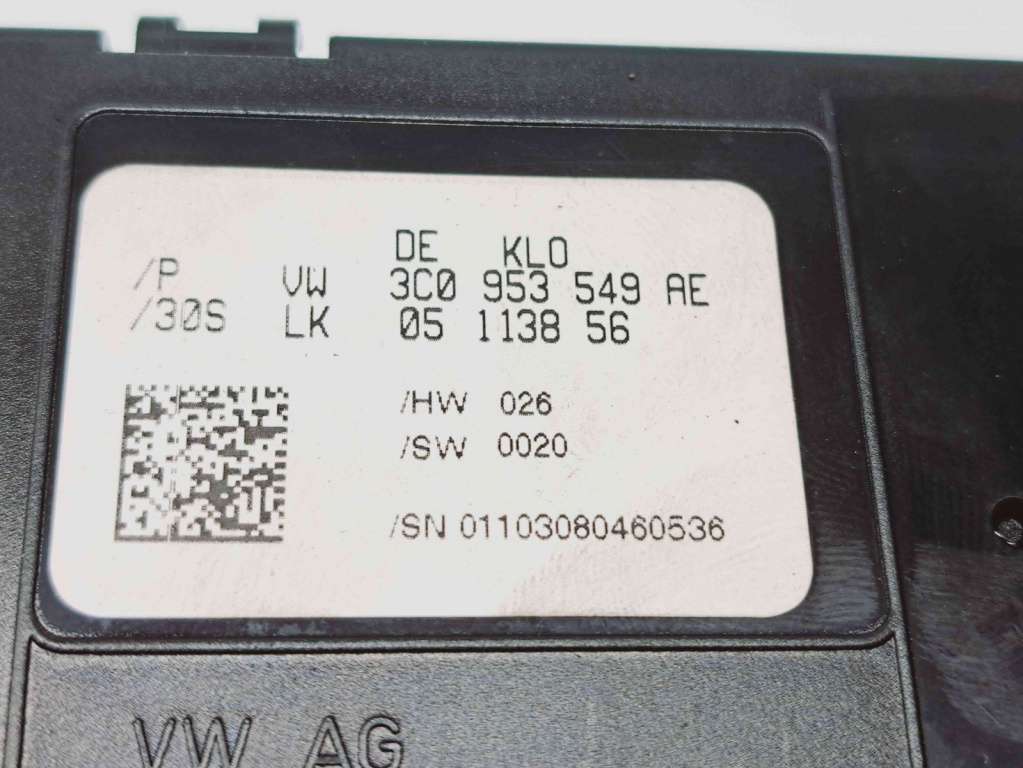 DE KLO
/P VW 3C0 953 549 AE
/30S LK 05 1138 56
/HW 026
/SW 0020
/SN 01103080460536
VW AG